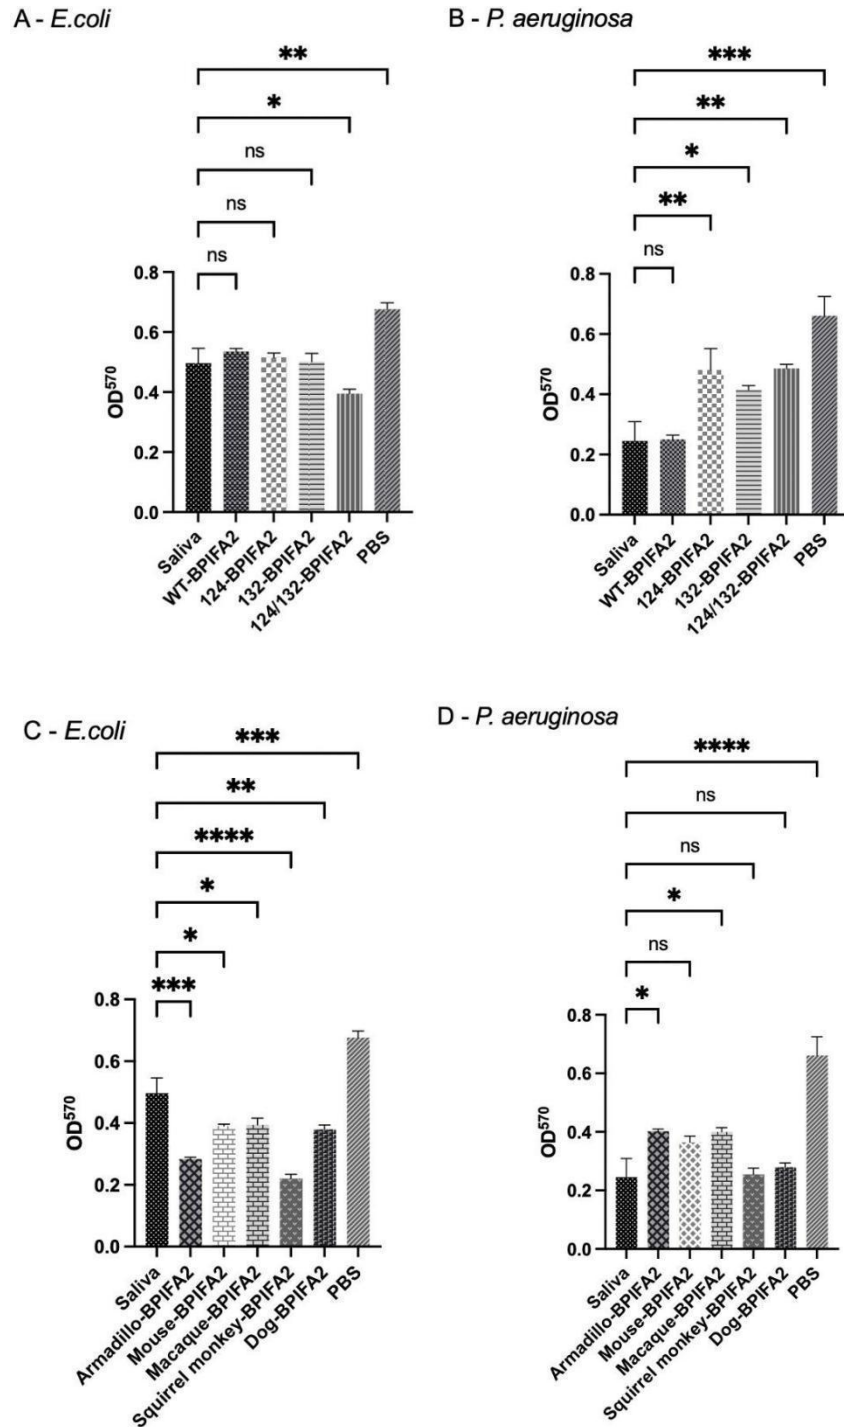 A - E.coli
**
*
ns
ns
ns
0.8
0.6
0.4
0.2
0.0
OD570
Saliva
WT-BPIFA2
124-BPIFA2
132-BPIFA2
124/132-BPIFA2
PBS
B - P. aeruginosa
***
**
*
**
ns
0.8
0.6
0.4
0.2
0.0
OD570
Saliva
WT-BPIFA2
124-BPIFA2
132-BPIFA2
124/132-BPIFA2
PBS
C - E.coli
***
**
****
*
*
***
0.8
0.6
0.4
0.2
0.0
OD570
Saliva
Armadillo-BPIFA2
Mouse-BPIFA2
Macaque-BPIFA2
Squirrel monkey-BPIFA2
Dog-BPIFA2
PBS
D - P. aeruginosa
****
ns
ns
*
ns
*
0.8
0.6
0.4
0.2
0.0
OD570
Saliva
Armadillo-BPIFA2
Mouse-BPIFA2
Macaque-BPIFA2
Squirrel monkey-BPIFA2
Dog-BPIFA2
PBS